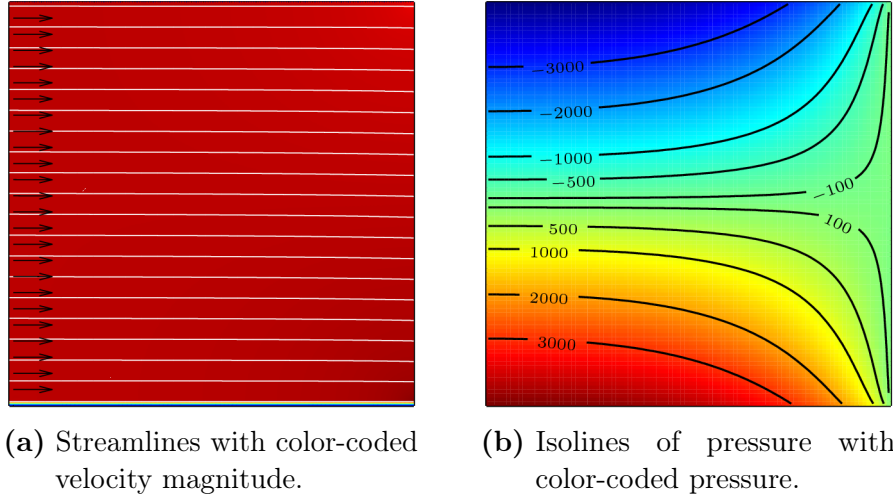 −3000
−2000
−1000
−500
−100
100
500
1000
2000
3000
(a) Streamlines with color-coded
velocity magnitude.
(b) Isolines of pressure with
color-coded pressure.